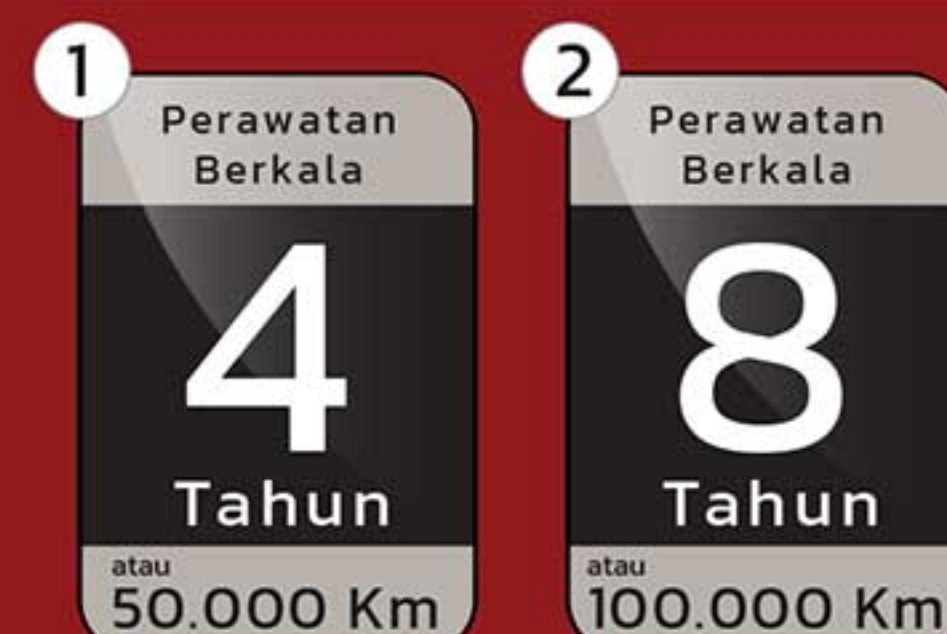 1
Perawatan
Berkala
4
Tahun
atau
50.000 Km
2
Perawatan
Berkala
8
Tahun
atau
100.000 Km